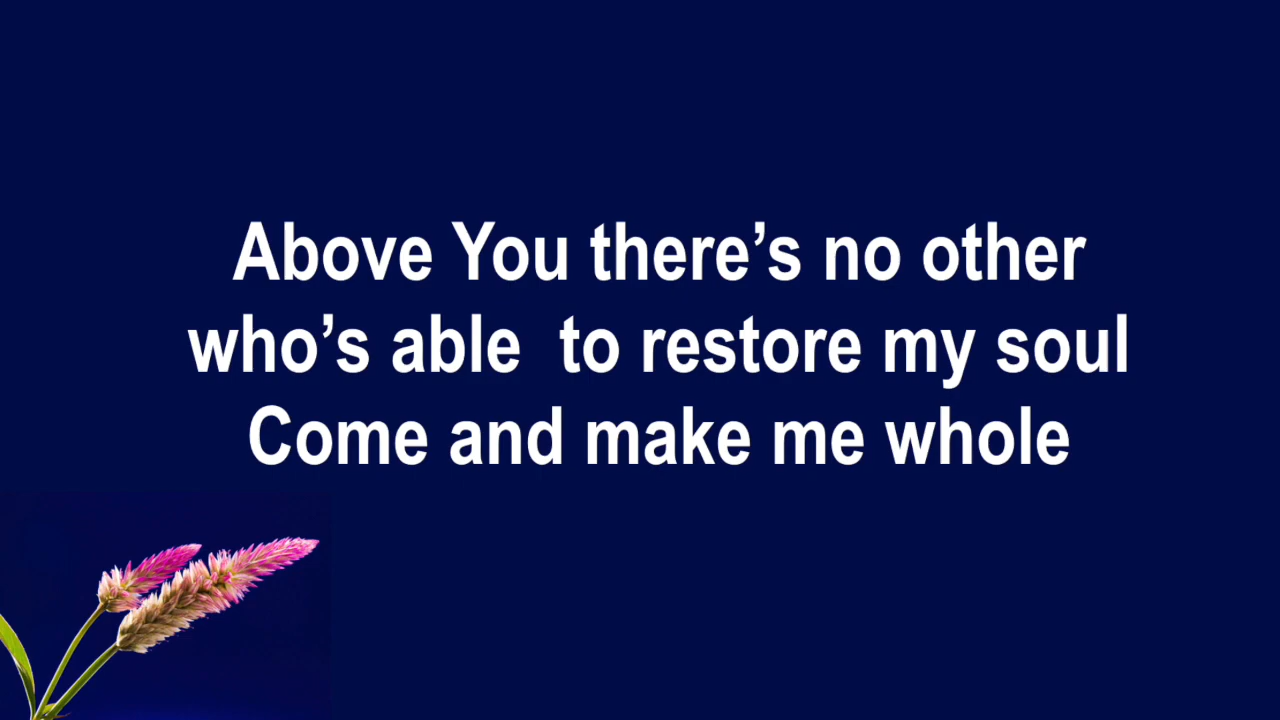 Above You there’s no other
who’s able  to restore my soul
Come and make me whole